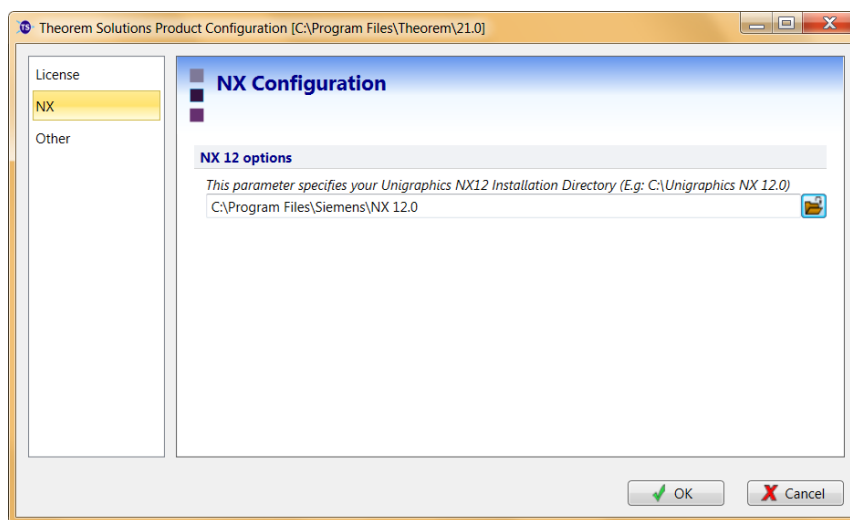 TS Theorem Solutions Product Configuration [C:\Program Files\Theorem\21.0]
License
NX
Other
NX Configuration
NX 12 options
This parameter specifies your Unigraphics NX12 Installation Directory (E.g: C:\Unigraphics NX 12.0)
C:\Program Files\Siemens\NX 12.0
OK
Cancel